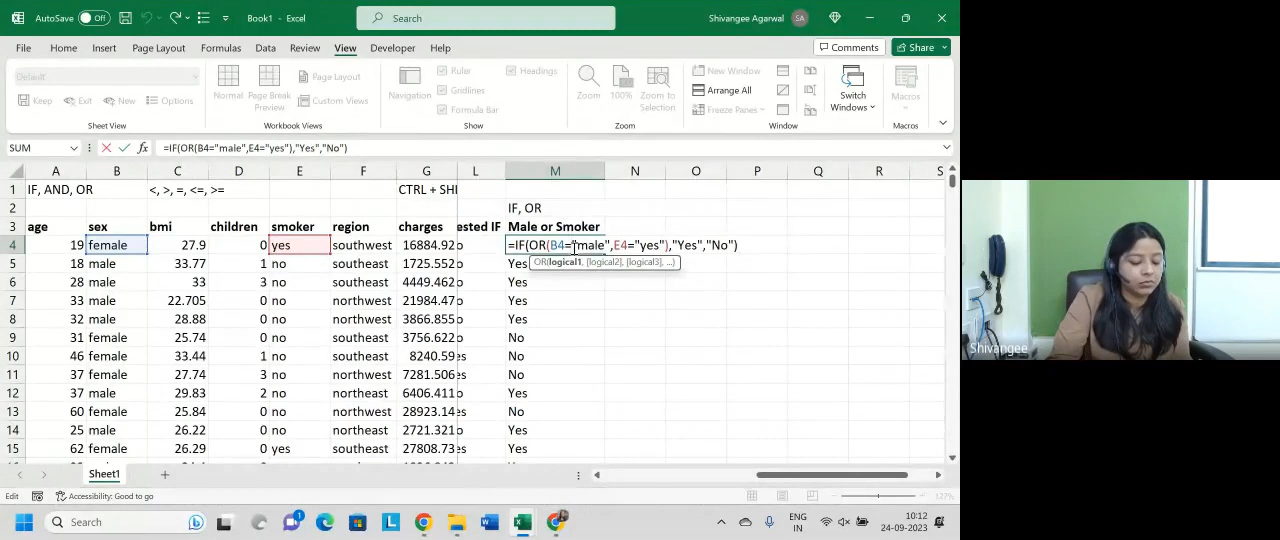 AutoSave Off Book1 - Excel Search Shivangee Agarwal SA
File Home Insert Page Layout Formulas Data Review View Developer Help Comments Share
Default Ruler Headings New Window
Page Layout Gridlines Arrange All
Keep Exit New Options Normal Page Break Preview Custom Views Navigation Formula Bar Zoom 100% Zoom to Selection Freeze Panes Switch Windows Macros
Sheet View Workbook Views Show Zoom Window Macros
SUM =IF(OR(B4="male",E4="yes"),"Yes","No")
A B C D E F G L M N O P Q R S
1 IF, AND, OR <, >, =, <=, >= CTRL + SHI
2 IF, OR
3 age sex bmi children smoker region charges ested IF Male or Smoker
4 19 female 27.9 0 yes southwest 16884.92 o =IF(OR(B4="male",E4="yes"),"Yes","No")
5 18 male 33.77 1 no southeast 1725.552 o Yes
OR(logical1, [logical2], [logical3], ...)
6 28 male 33 3 no southeast 4449.462 o Yes
7 33 male 22.705 0 no northwest 21984.47 o Yes
8 32 male 28.88 0 no northwest 3866.855 o Yes
9 31 female 25.74 0 no southeast 3756.622 o No
10 46 female 33.44 1 no southeast 8240.59 es No
11 37 female 27.74 3 no northwest 7281.506 es No
12 37 male 29.83 2 no northeast 6406.411 o Yes
13 60 female 25.84 0 no northwest 28923.14 es No
14 25 male 26.22 0 no northeast 2721.321 o Yes
15 62 female 26.29 0 yes southeast 27808.73 es Yes
Sheet1
Edit Accessibility: Good to go 127%
Search ENG IN 10:12 24-09-2023
Shivangee